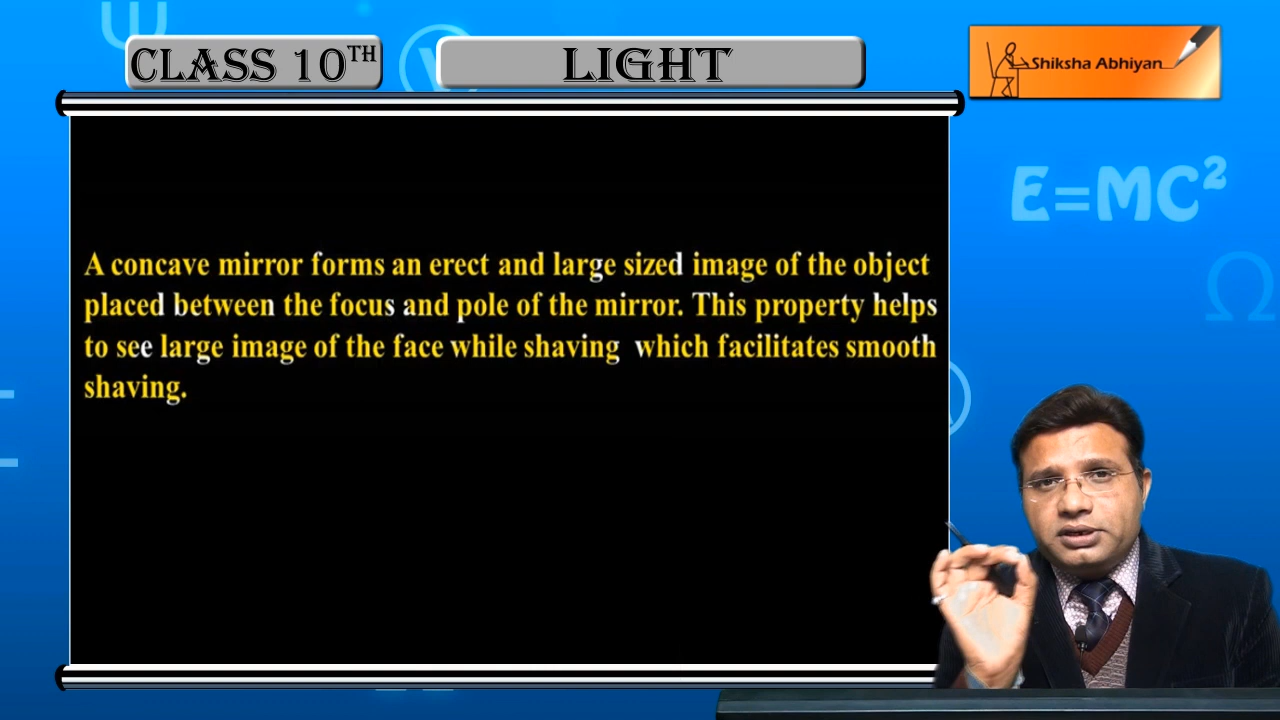 CLASS 10TH
LIGHT
Shiksha Abhiyan
E=MC²
A concave mirror forms an erect and large sized image of the object
placed between the focus and pole of the mirror. This property helps
to see large image of the face while shaving which facilitates smooth
shaving.
Ω